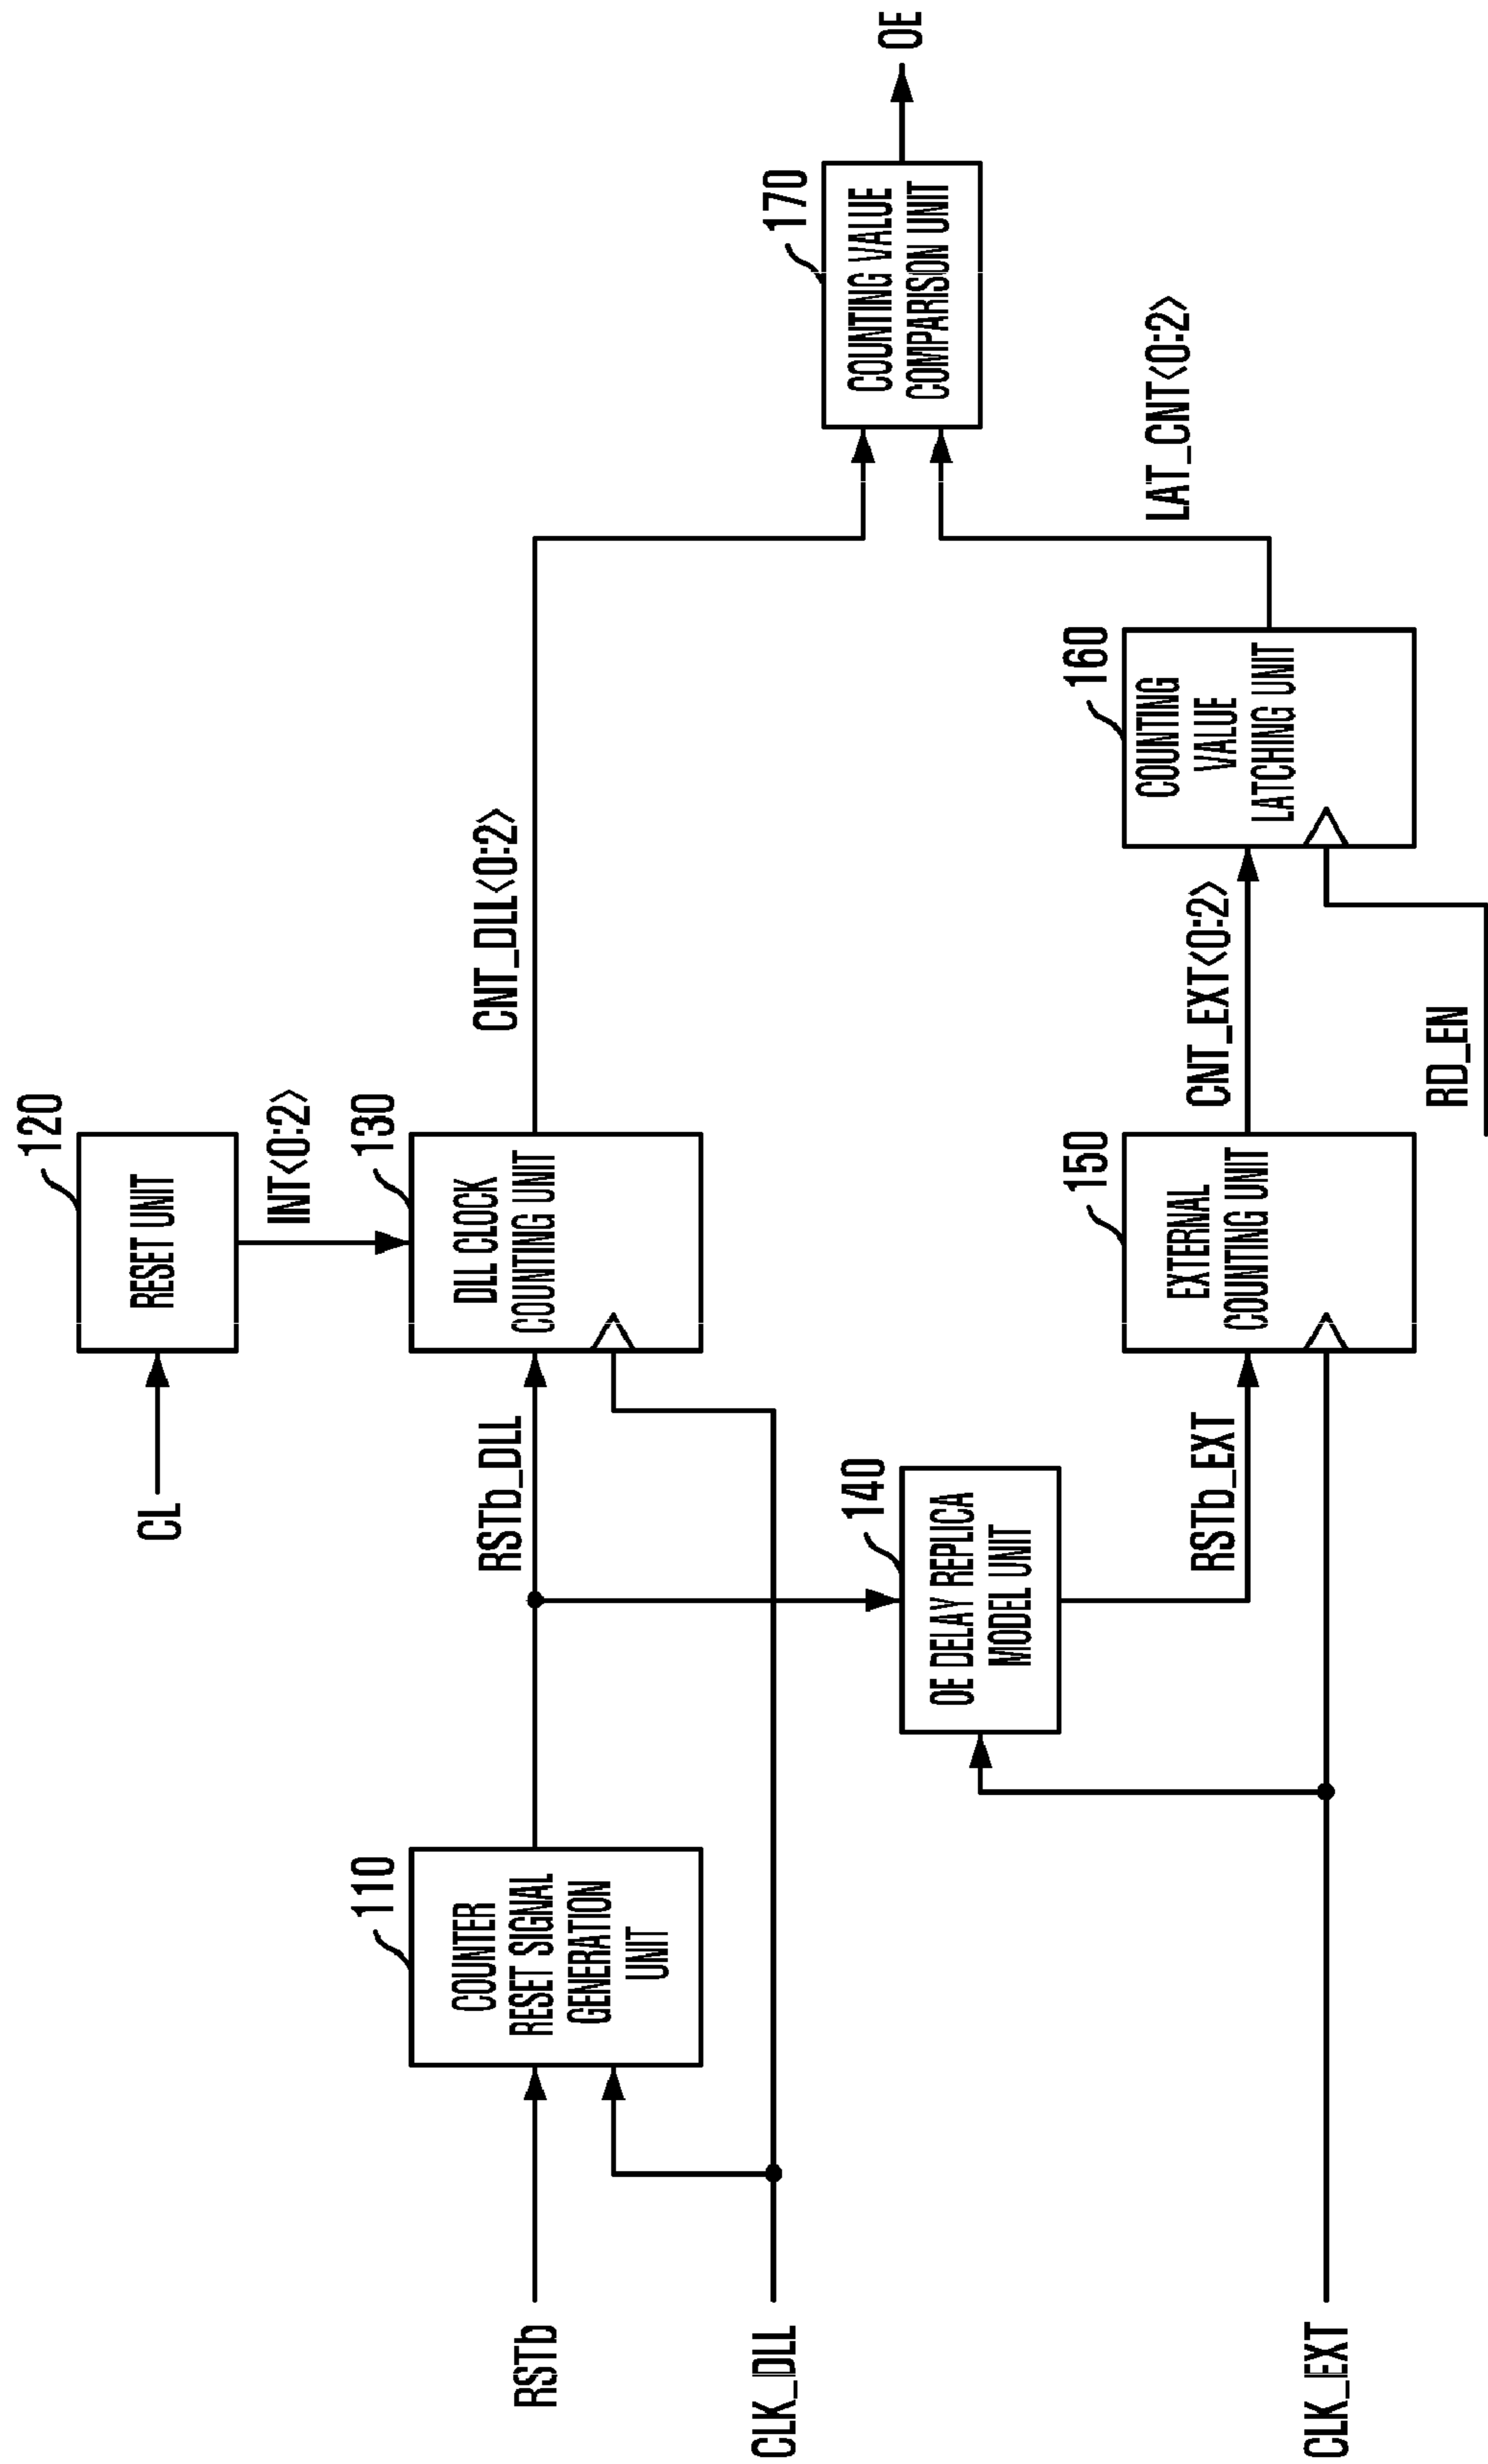 CL
120
RESET UNIT
INT<0:2>
RSTb
110
COUNTER
RESET SIGNAL
GENERATION
UNIT
RSTb_DLL
130
DLL CLOCK
COUNTING UNIT
CNT_DLL<0:2>
CLK_DLL
140
OE DELAY REPLICA
MODEL UNIT
170
COUNTING VALUE
COMPARISON UNIT
OE
RSTb_EXT
150
EXTERNAL
COUNTING UNIT
CNT_EXT<0:2>
160
COUNTING
VALUE
LATCHING UNIT
LAT_CNT<0:2>
CLK_EXT
RD_EN